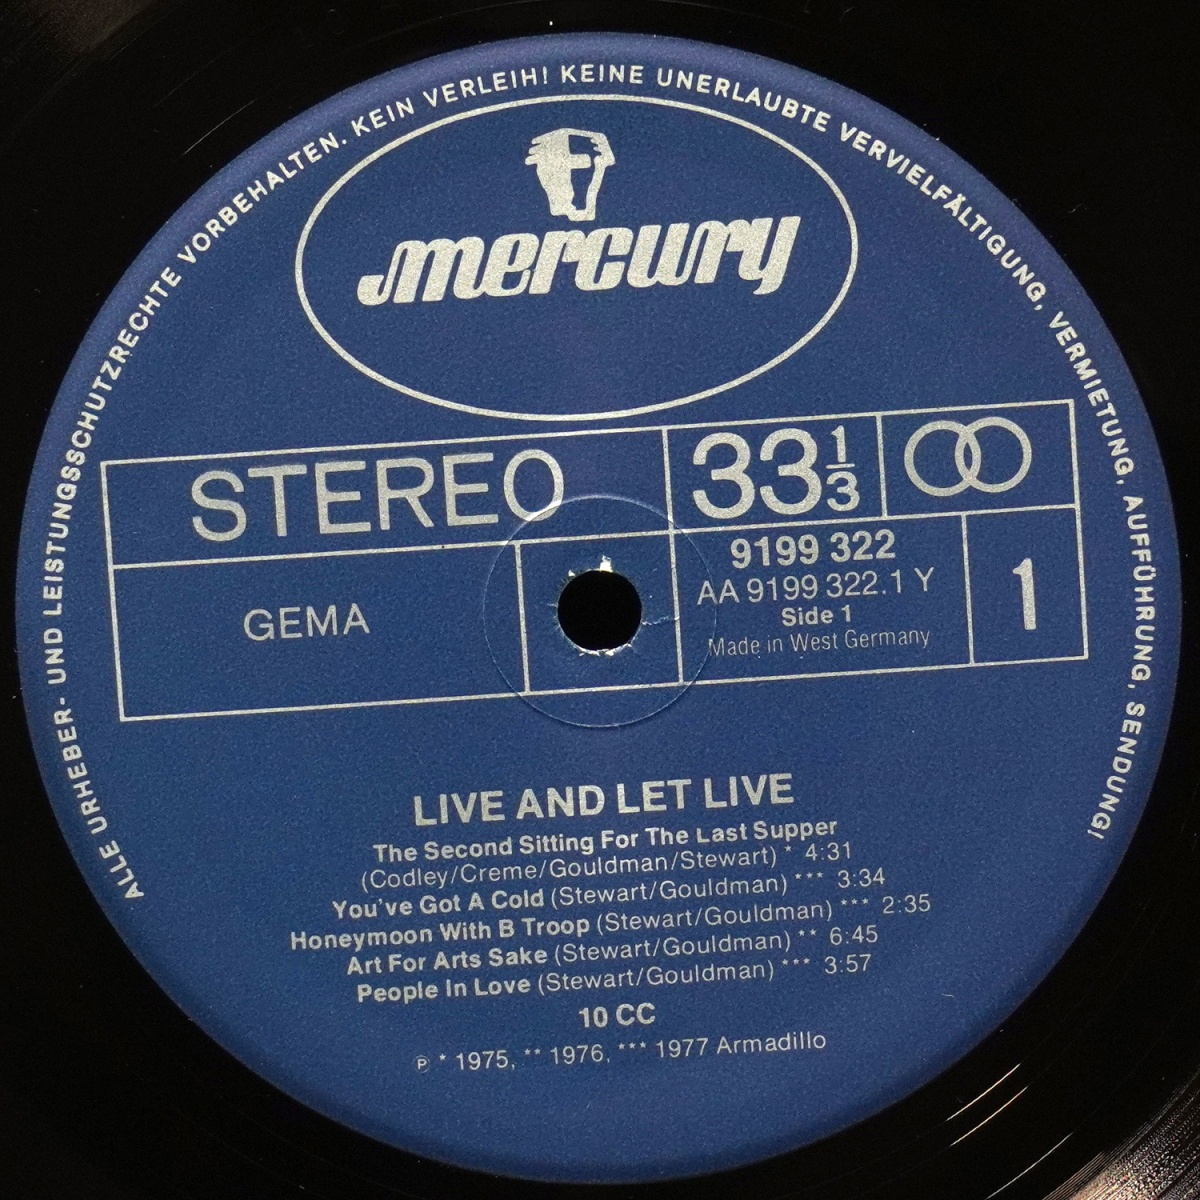 ALLE URHEBER- UND LEISTUNGSSCHUTZRECHTE VORBEHALTEN. KEIN VERLEIH! KEINE UNERLAUBTE VERVIELFÄLTIGUNG, VERMIETUNG, AUFFÜHRUNG, SENDUNG!
mercury
STEREO
33 1/3
GEMA
9199 322
AA 9199 322.1 Y
Side 1
Made in West Germany
1
LIVE AND LET LIVE
The Second Sitting For The Last Supper
(Codley/Creme/Gouldman/Stewart) * 4:31
You've Got A Cold (Stewart/Gouldman) *** 3:34
Honeymoon With B Troop (Stewart/Gouldman) *** 2:35
Art For Arts Sake (Stewart/Gouldman) ** 6:45
People In Love (Stewart/Gouldman) *** 3:57
10 CC
℗ * 1975, ** 1976, *** 1977 Armadillo